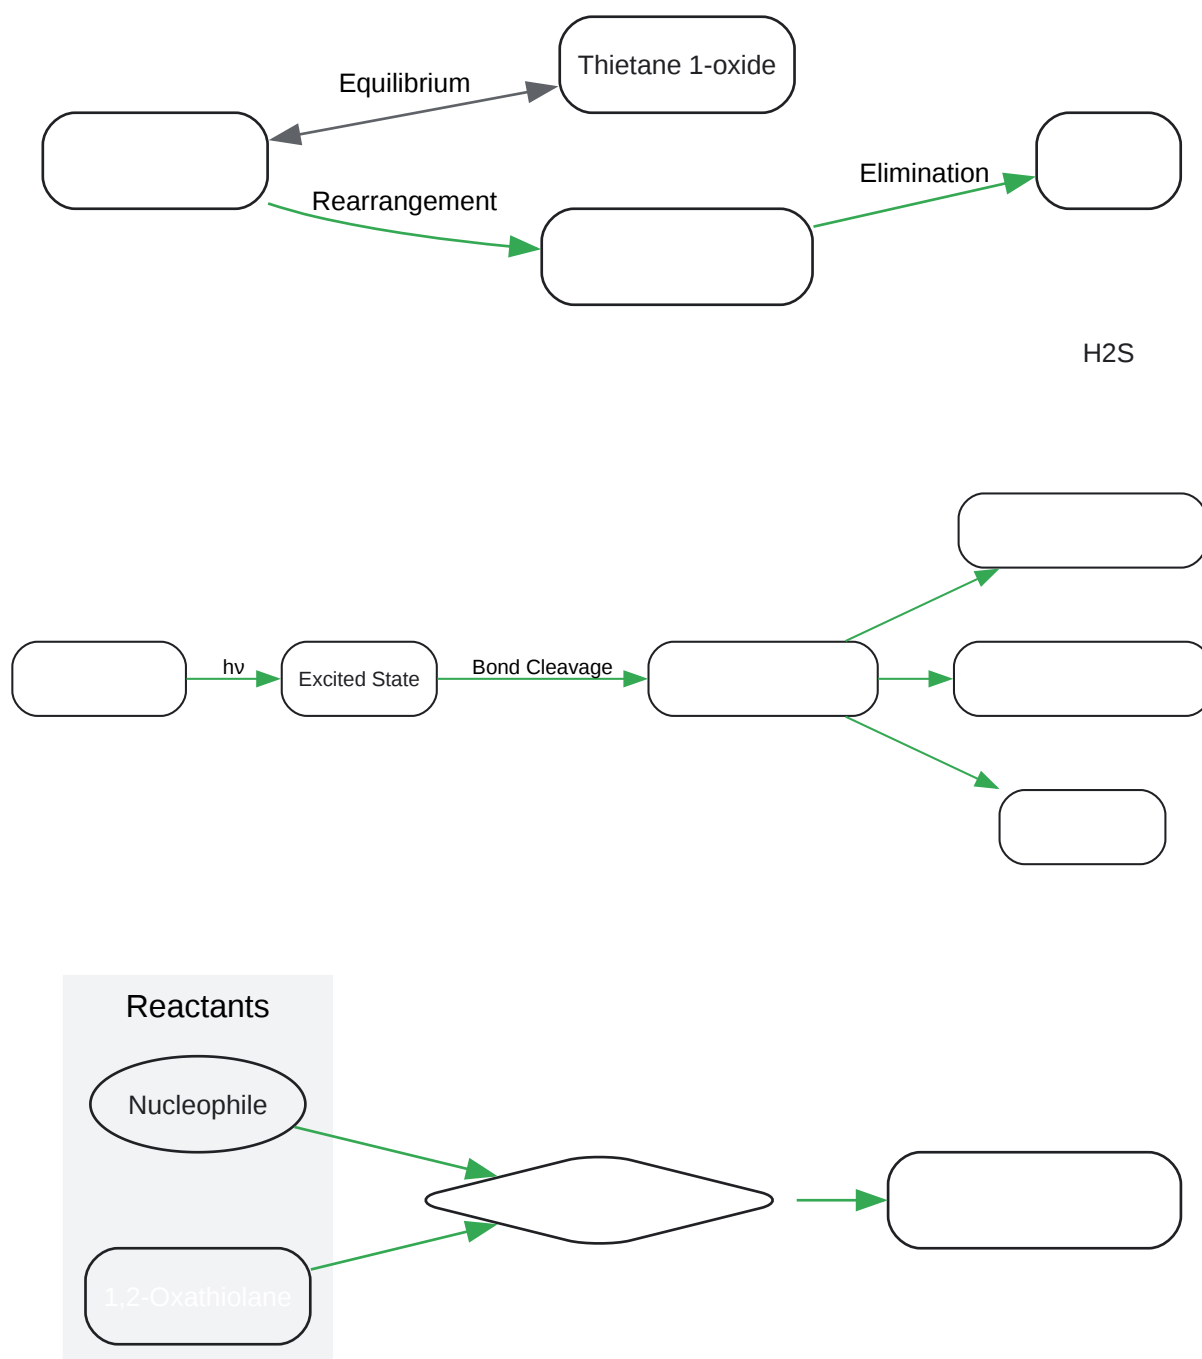 Thietane 1-oxide
Equilibrium
Rearrangement
Elimination
H2S
hν
Excited State
Bond Cleavage
Reactants
Nucleophile
1,2-Oxathiolane